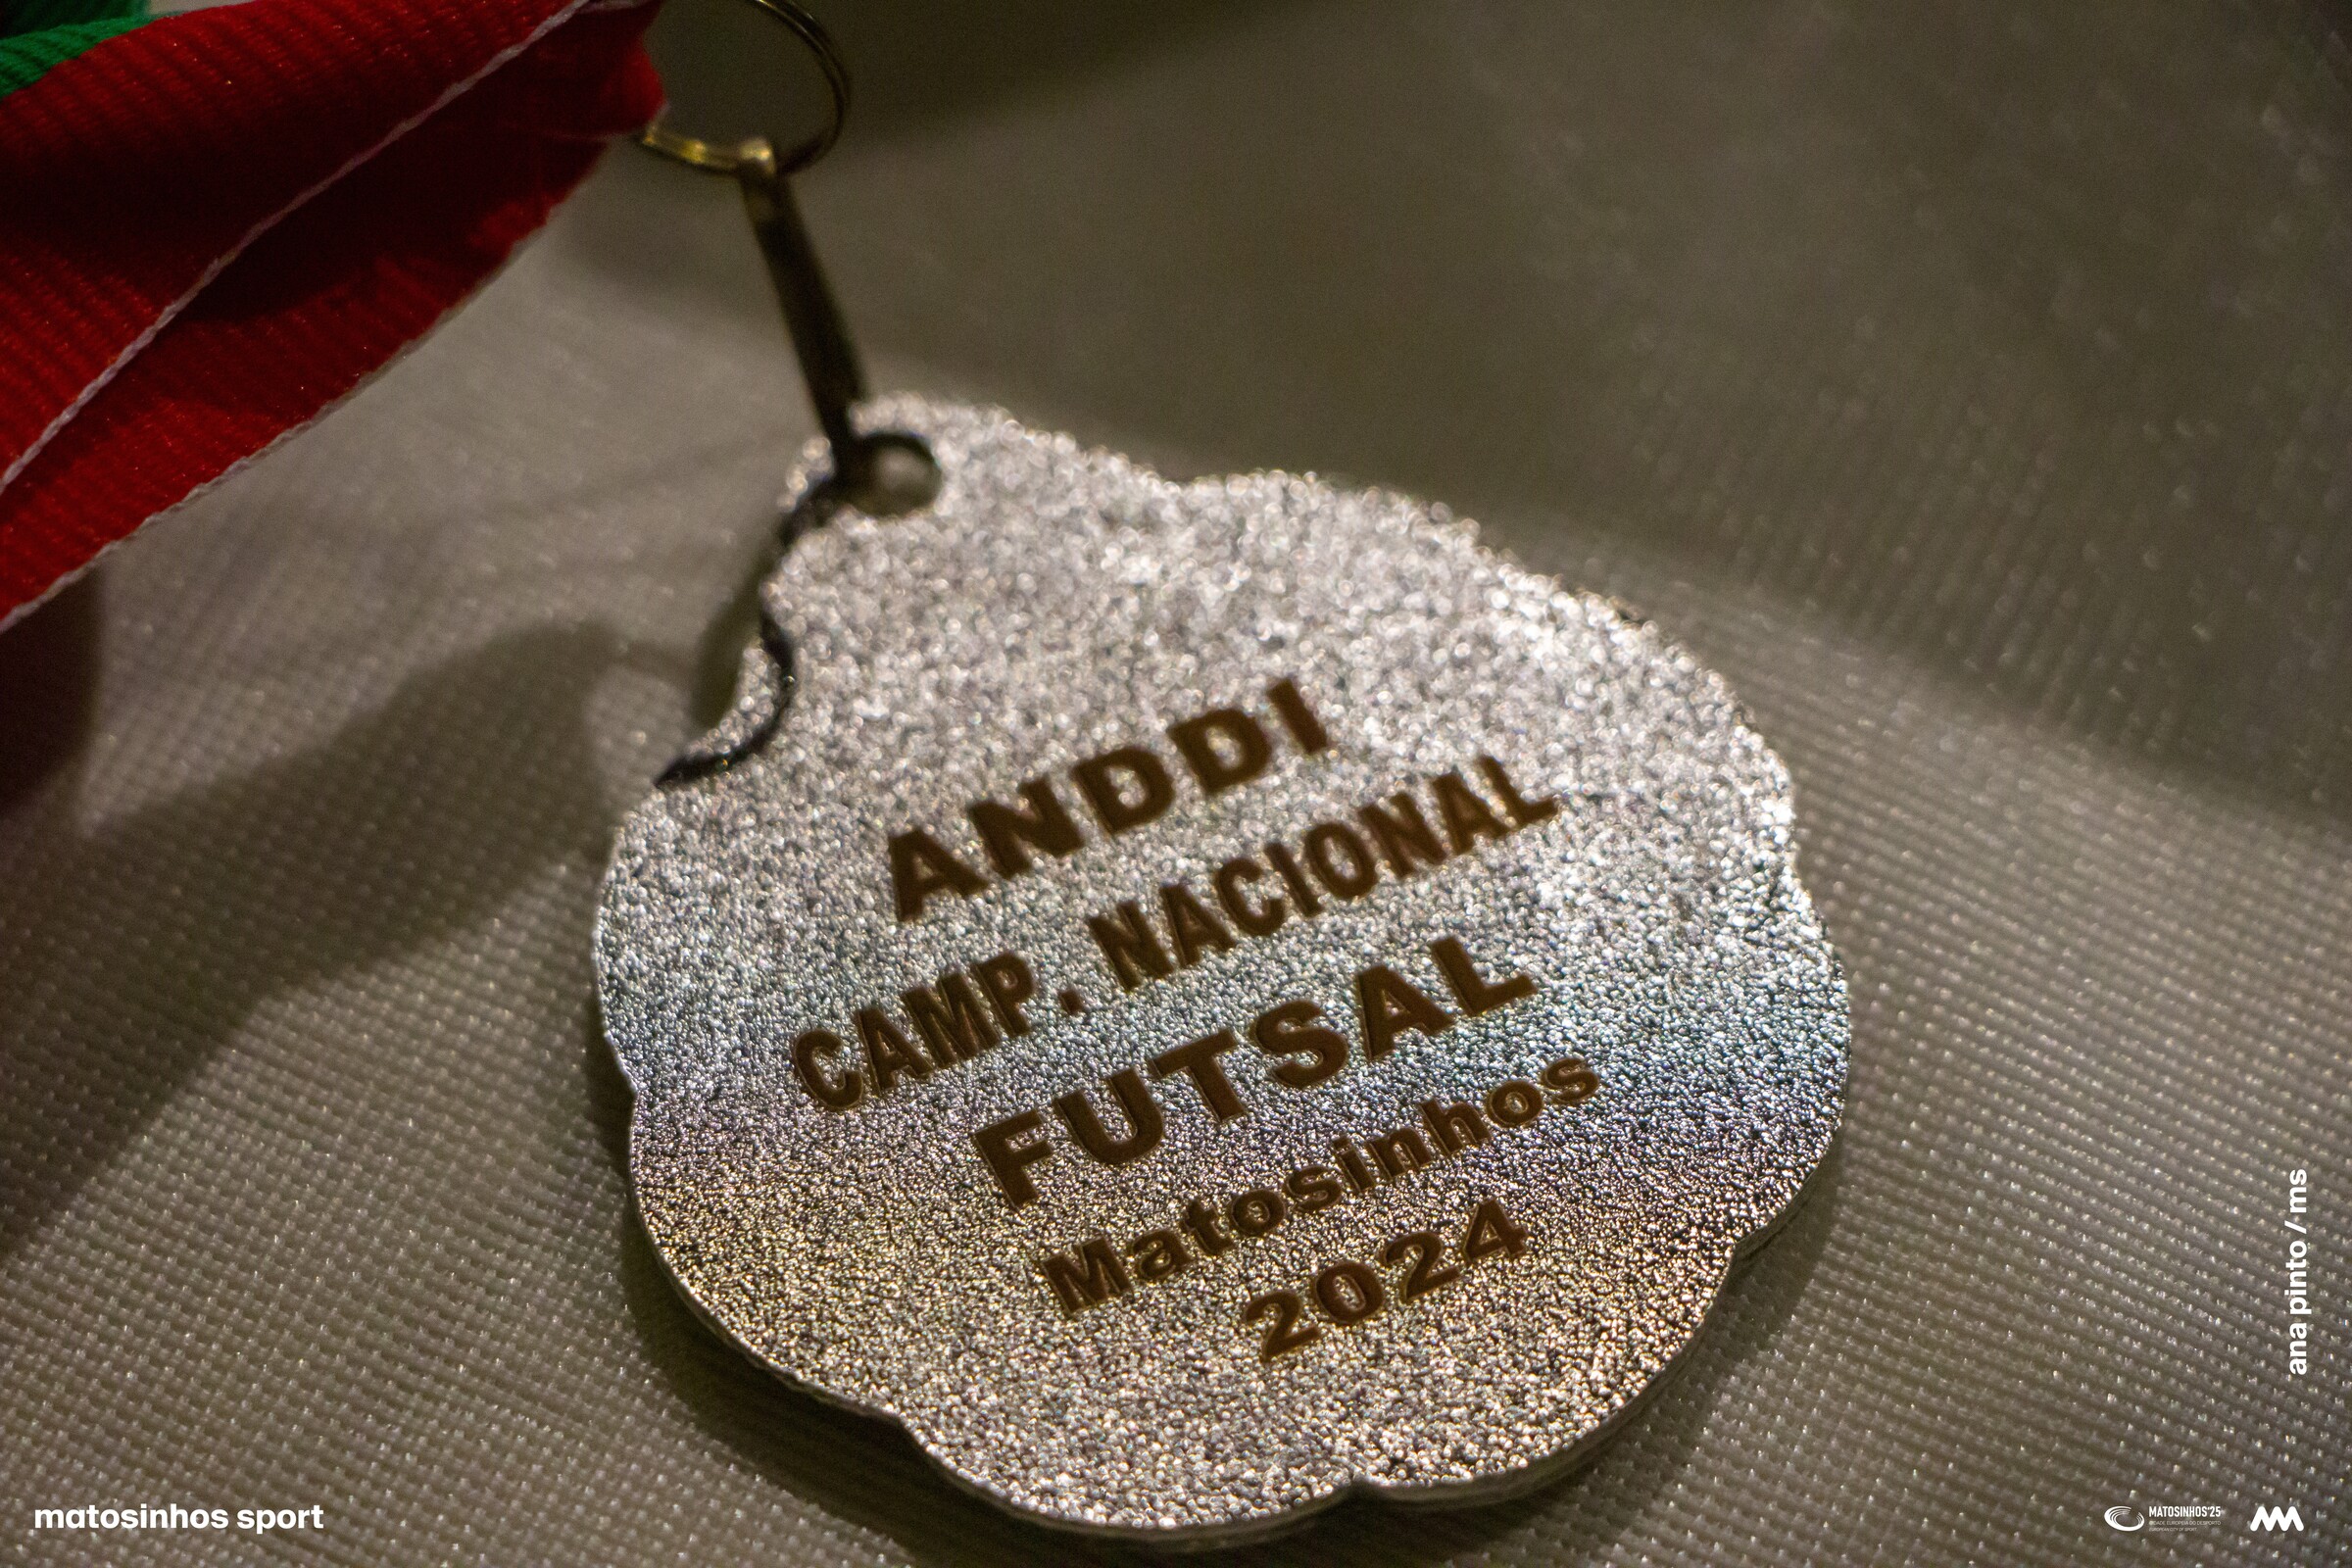 ANDDI
CAMP. NACIONAL
FUTSAL
Matosinhos
2024
ana pinto / ms
matosinhos sport
MATOSINHOS'25